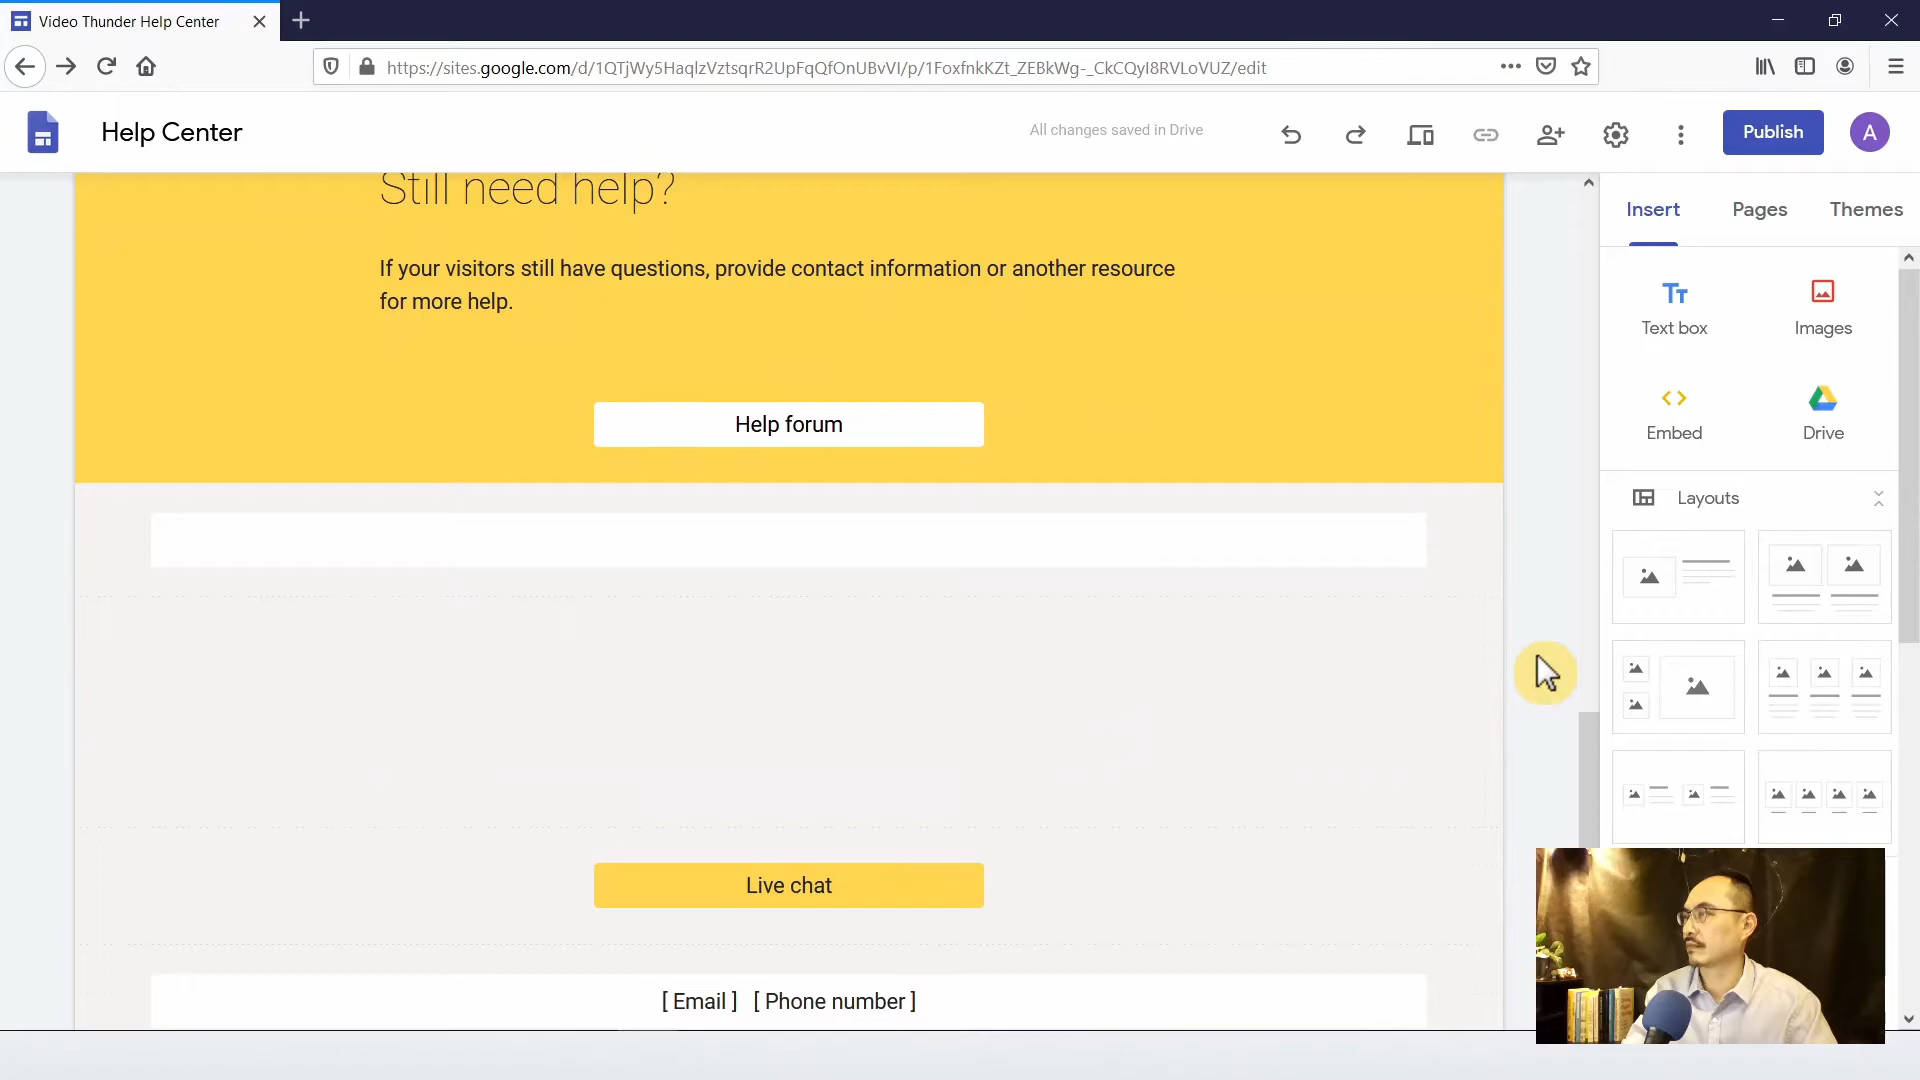 Video Thunder Help Center
https://sites.google.com/d/1QTjWy5HaqlzVztsqrR2UpFqQfOnUBvVI/p/1FoxfnkKZt_ZEBkWg-_CkCQyI8RVLoVUZ/edit
Help Center
All changes saved in Drive
Publish
A
Still need help?
If your visitors still have questions, provide contact information or another resource
for more help.
Help forum
Live chat
[ Email ] [ Phone number ]
Insert
Pages
Themes
Text box
Images
Embed
Drive
Layouts